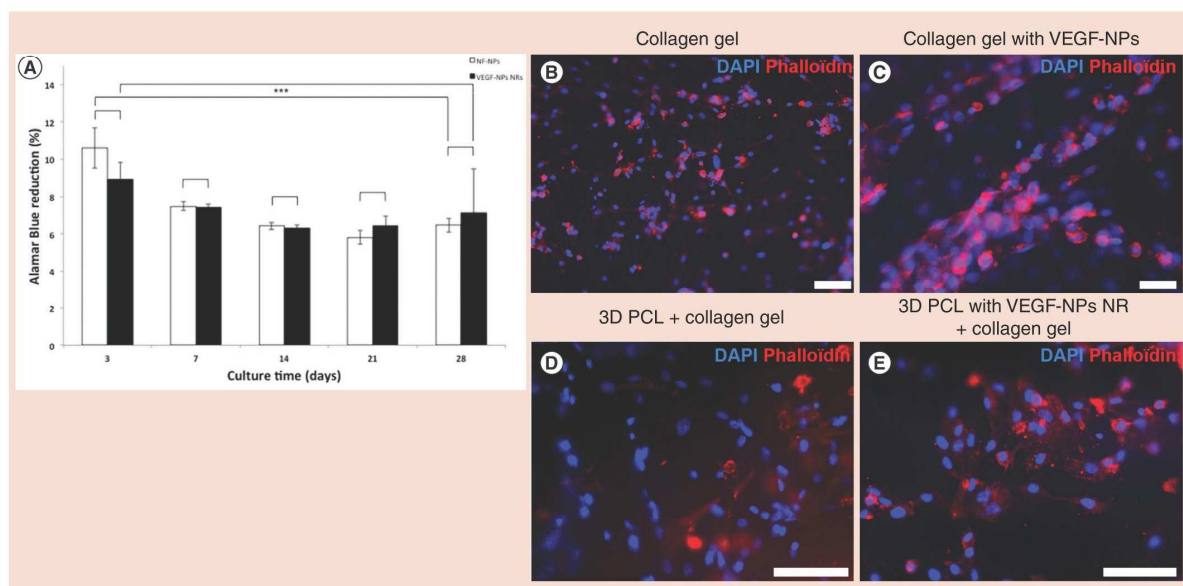 A
NF-NPs
VEGF-NPs NRs
***
14
12
10
8
6
4
2
0
Alamar Blue reduction (%)
3 7 14 21 28
Culture time (days)
Collagen gel
B
DAPI Phalloïdin
Collagen gel with VEGF-NPs
C
DAPI Phalloïdin
3D PCL + collagen gel
D
DAPI Phalloïdin
3D PCL with VEGF-NPs NR
+ collagen gel
E
DAPI Phalloïdin